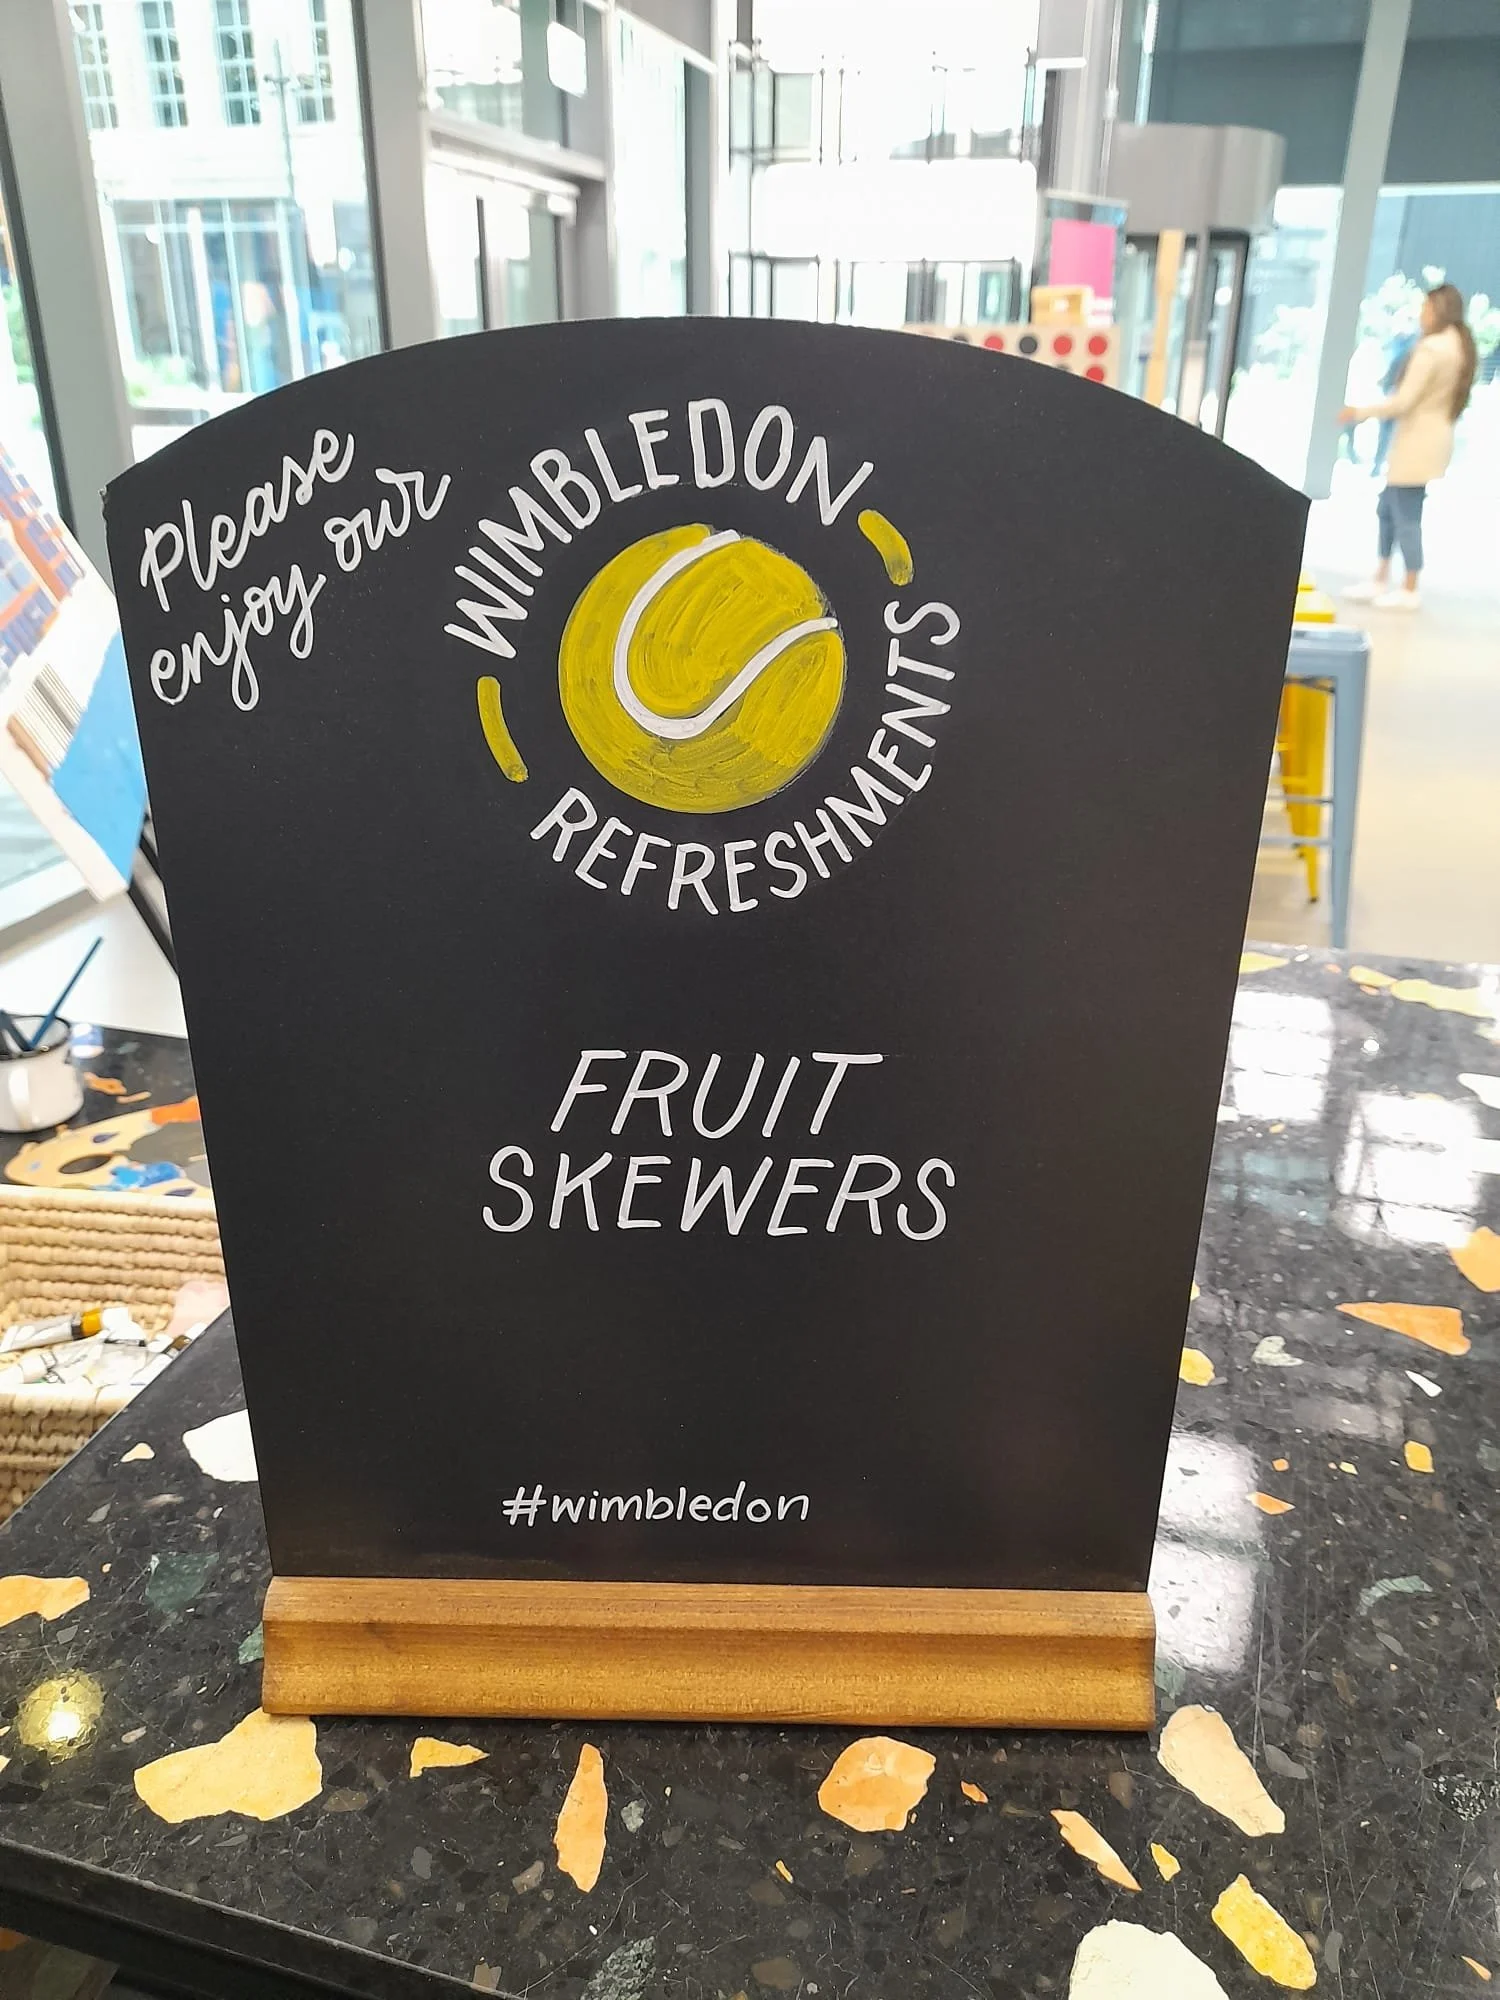 Please
enjoy our
WIMBLEDON
REFRESHMENTS
FRUIT
SKEWERS
#wimbledon